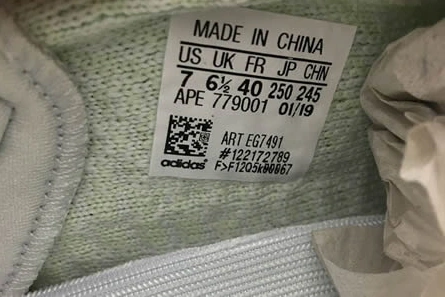 MADE IN CHINA
US UK FR JP CHN
7 6½ 40 250 245
APE 779001 01/19
ART EG7491
#122172789
adidas